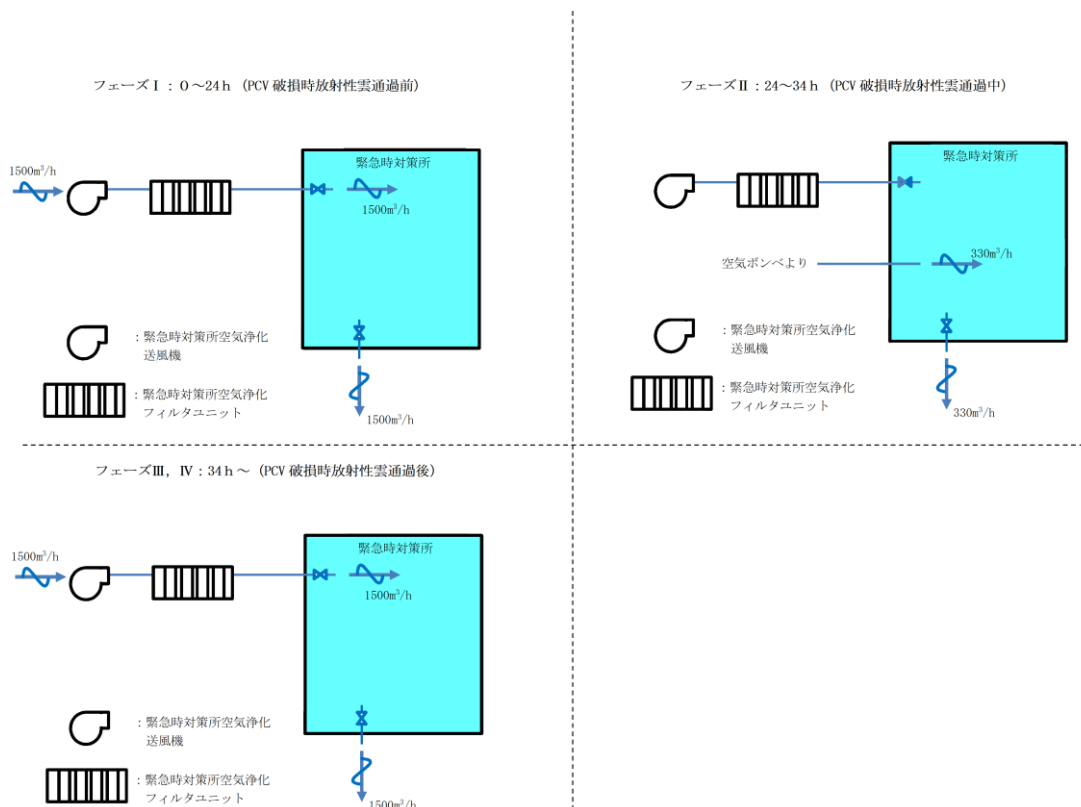 フェーズⅠ：０～24ｈ（PCV 破損時放射性雲通過前）
1500m³/h
緊急時対策所
1500m³/h
：緊急時対策所空気浄化
送風機
：緊急時対策所空気浄化
フィルタユニット
1500m³/h
フェーズⅡ：24～34ｈ（PCV 破損時放射性雲通過中）
緊急時対策所
空気ボンベより
330m³/h
：緊急時対策所空気浄化
送風機
：緊急時対策所空気浄化
フィルタユニット
330m³/h
フェーズⅢ，Ⅳ：34ｈ～（PCV 破損時放射性雲通過後）
1500m³/h
緊急時対策所
1500m³/h
：緊急時対策所空気浄化
送風機
：緊急時対策所空気浄化
フィルタユニット
1500m³/h